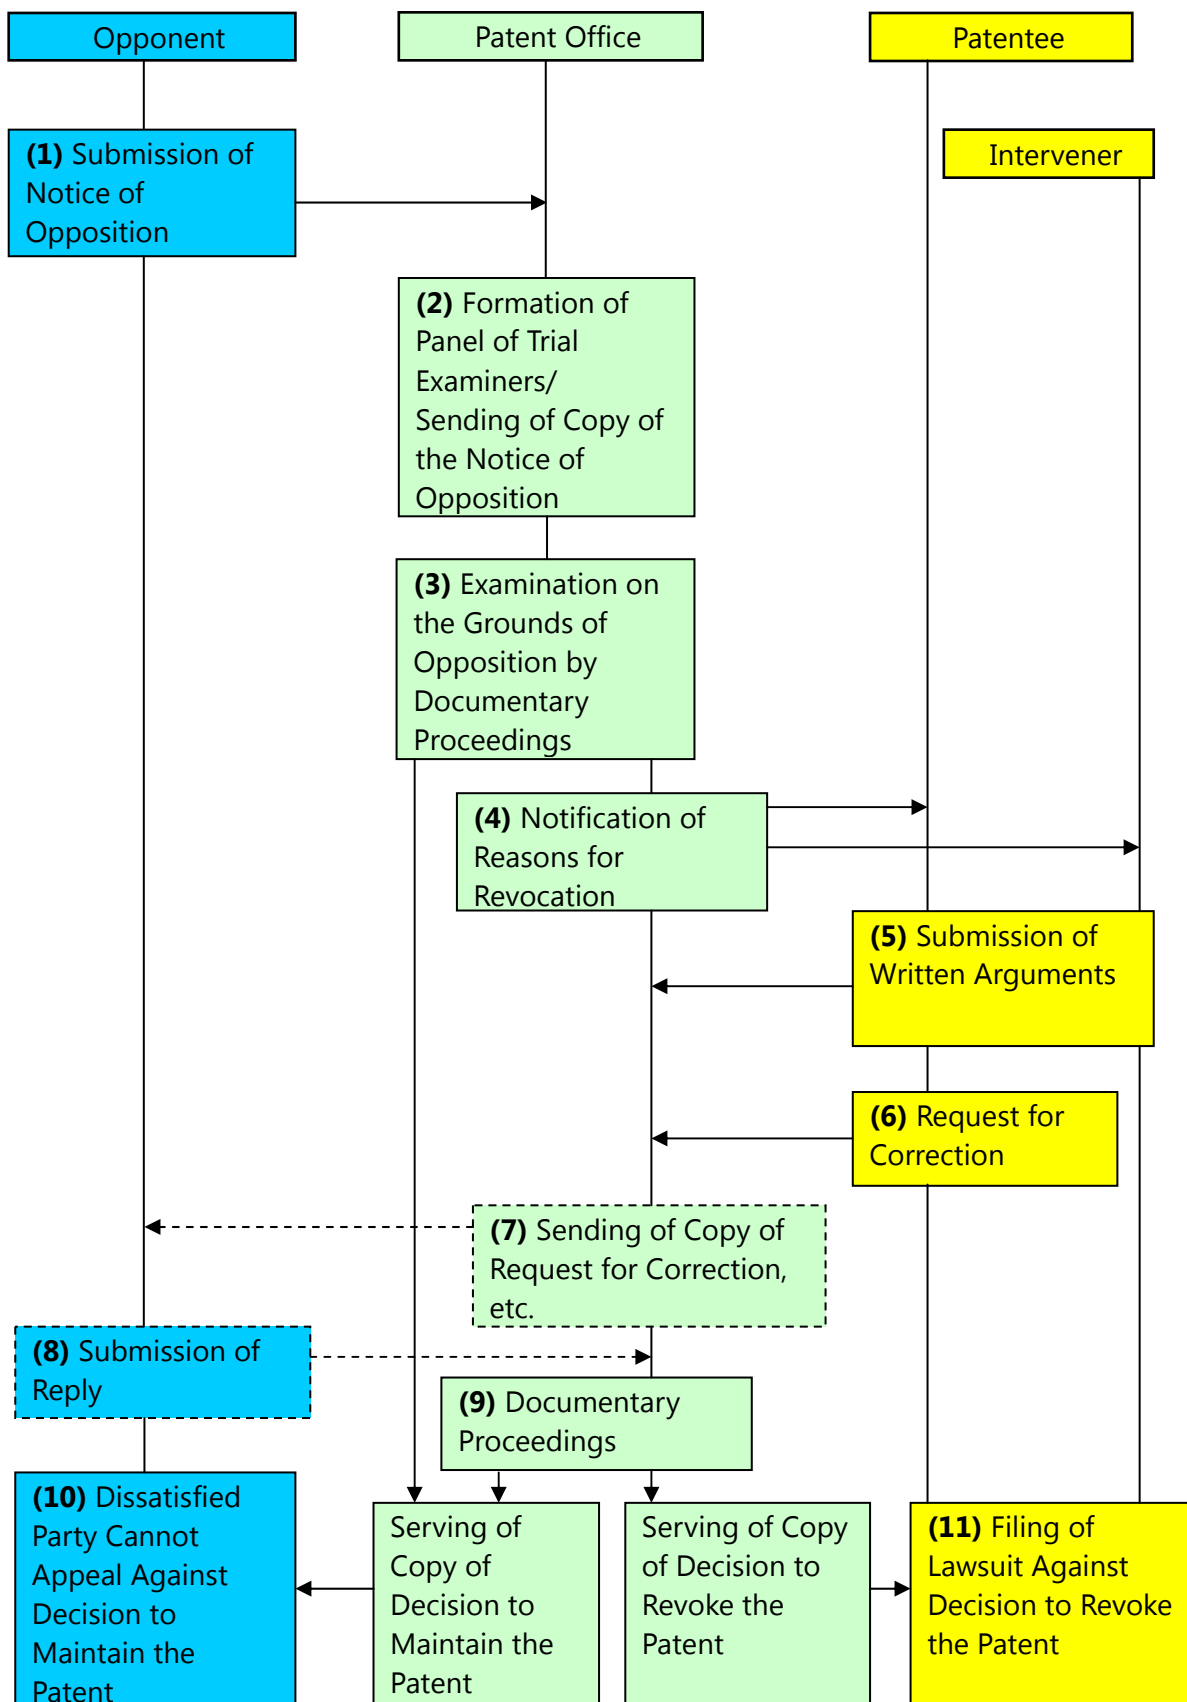 Opponent
Patent Office
Patentee
(1) Submission of
Notice of
Opposition
Intervener
(2) Formation of
Panel of Trial
Examiners/
Sending of Copy of
the Notice of
Opposition
(3) Examination on
the Grounds of
Opposition by
Documentary
Proceedings
(4) Notification of
Reasons for
Revocation
(5) Submission of
Written Arguments
(6) Request for
Correction
(7) Sending of Copy of
Request for Correction,
etc.
(8) Submission of
Reply
(9) Documentary
Proceedings
(10) Dissatisfied
Party Cannot
Appeal Against
Decision to
Maintain the
Patent
Serving of
Copy of
Decision to
Maintain the
Patent
Serving of Copy
of Decision to
Revoke the
Patent
(11) Filing of
Lawsuit Against
Decision to Revoke
the Patent